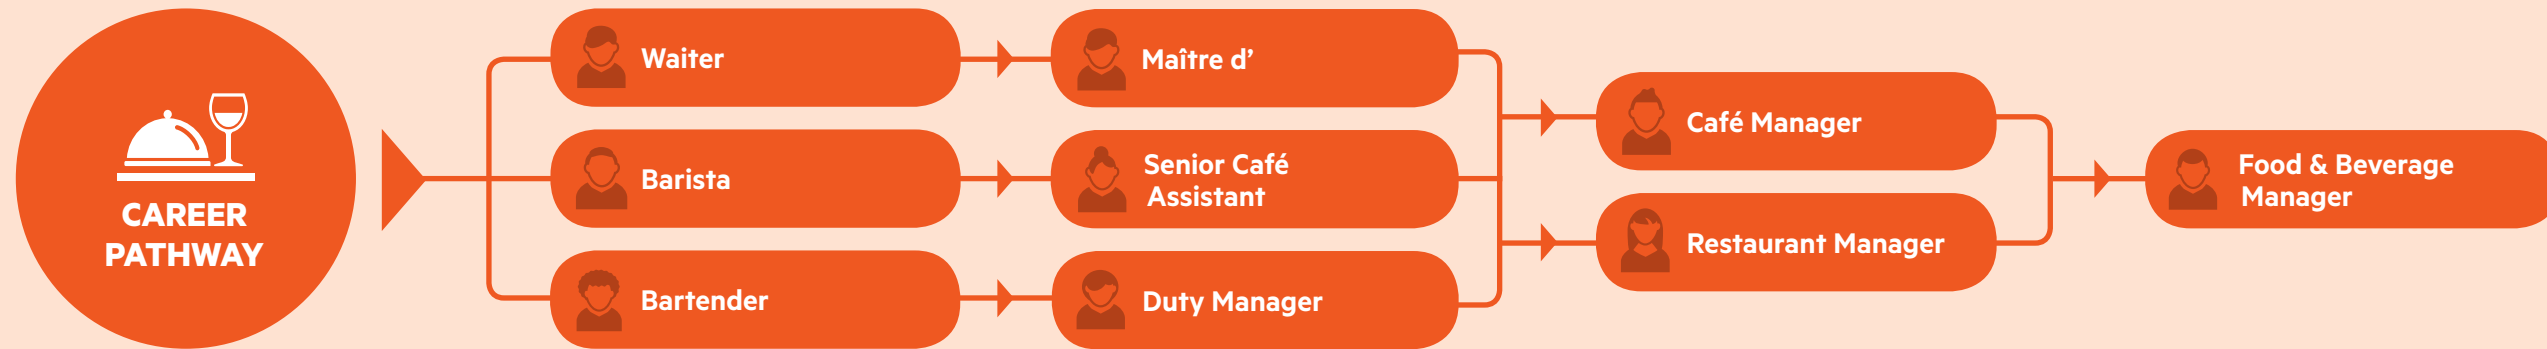 CAREER
PATHWAY
Waiter
Barista
Bartender
Maître d’
Senior Café
Assistant
Duty Manager
Café Manager
Restaurant Manager
Food & Beverage
Manager